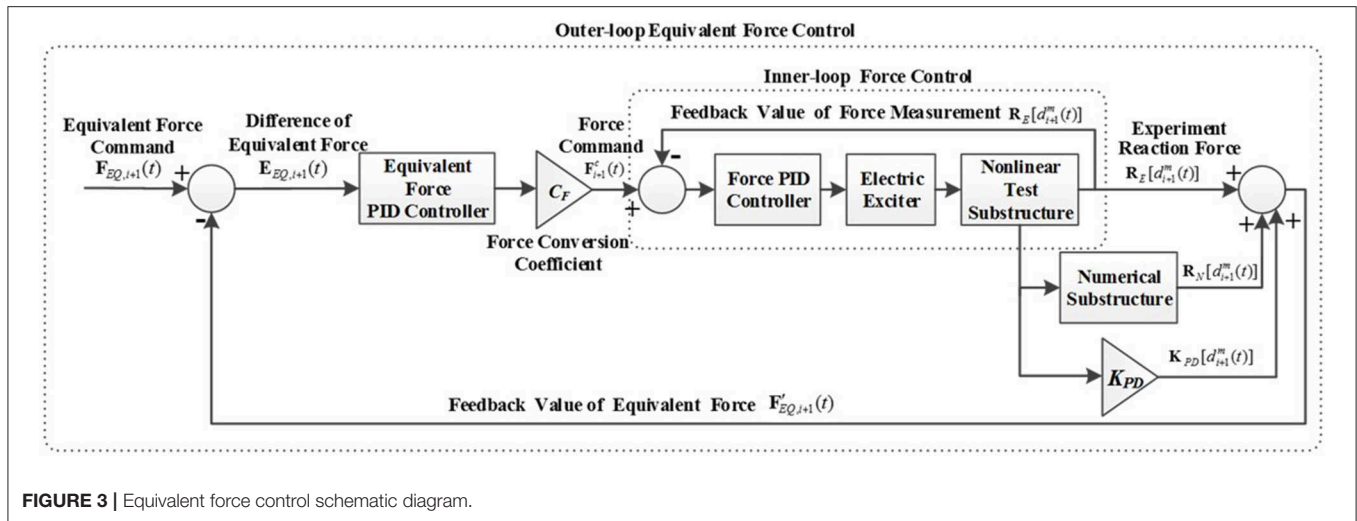 Outer-loop Equivalent Force Control
Inner-loop Force Control
Feedback Value of Force Measurement R_E[d^m_{i+1}(t)]
Equivalent Force
Command
F_{EQ,i+1}(t)
+
-
Difference of
Equivalent Force
E_{EQ,i+1}(t)
Equivalent
Force
PID Controller
C_F
Force Conversion
Coefficient
Force
Command
F^c_{i+1}(t)
+
-
Force PID
Controller
Electric
Exciter
Nonlinear
Test
Substructure
Experiment
Reaction Force
R_E[d^m_{i+1}(t)]
+
+
+
Numerical
Substructure
R_N[d^m_{i+1}(t)]
K_{PD}
K_{PD}[d^m_{i+1}(t)]
Feedback Value of Equivalent Force F'_{EQ,i+1}(t)
FIGURE 3 | Equivalent force control schematic diagram.